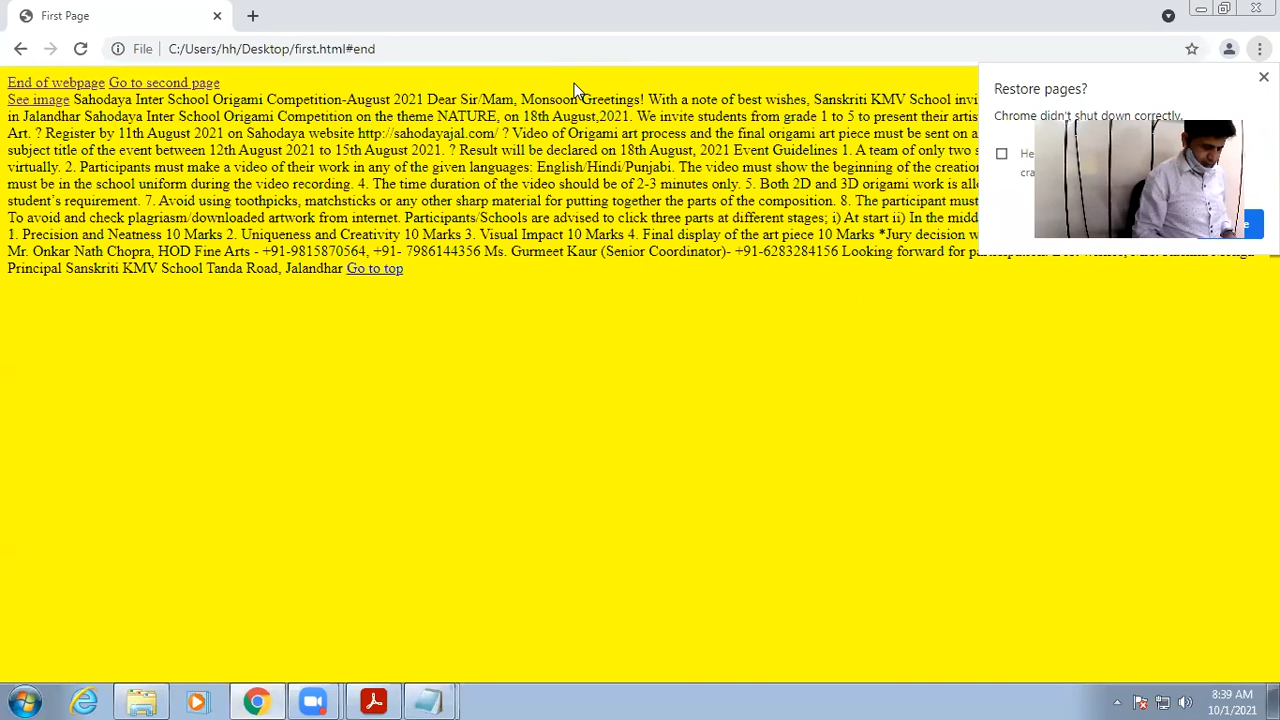 First Page
File
C:/Users/hh/Desktop/first.html#end
Restore pages?
Chrome didn't shut down correctly.
End of webpage Go to second page
See image Sahodaya Inter School Origami Competition-August 2021 Dear Sir/Mam, Monsoon Greetings! With a note of best wishes, Sanskriti KMV School invi
in Jalandhar Sahodaya Inter School Origami Competition on the theme NATURE, on 18th August,2021. We invite students from grade 1 to 5 to present their artis
Art. ? Register by 11th August 2021 on Sahodaya website http://sahodayajal.com/ ? Video of Origami art process and the final origami art piece must be sent on a
subject title of the event between 12th August 2021 to 15th August 2021. ? Result will be declared on 18th August, 2021 Event Guidelines 1. A team of only two s
virtually. 2. Participants must make a video of their work in any of the given languages: English/Hindi/Punjabi. The video must show the beginning of the creation
must be in the school uniform during the video recording. 4. The time duration of the video should be of 2-3 minutes only. 5. Both 2D and 3D origami work is all
student's requirement. 7. Avoid using toothpicks, matchsticks or any other sharp material for putting together the parts of the composition. 8. The participant must
To avoid and check plagriasm/downloaded artwork from internet. Participants/Schools are advised to click three parts at different stages; i) At start ii) In the midd
1. Precision and Neatness 10 Marks 2. Uniqueness and Creativity 10 Marks 3. Visual Impact 10 Marks 4. Final display of the art piece 10 Marks *Jury decision w
Mr. Onkar Nath Chopra, HOD Fine Arts - +91-9815870564, +91- 7986144356 Ms. Gurmeet Kaur (Senior Coordinator)- +91-6283284156 Looking forward for
Principal Sanskriti KMV School Tanda Road, Jalandhar Go to top
8:39 AM
10/1/2021